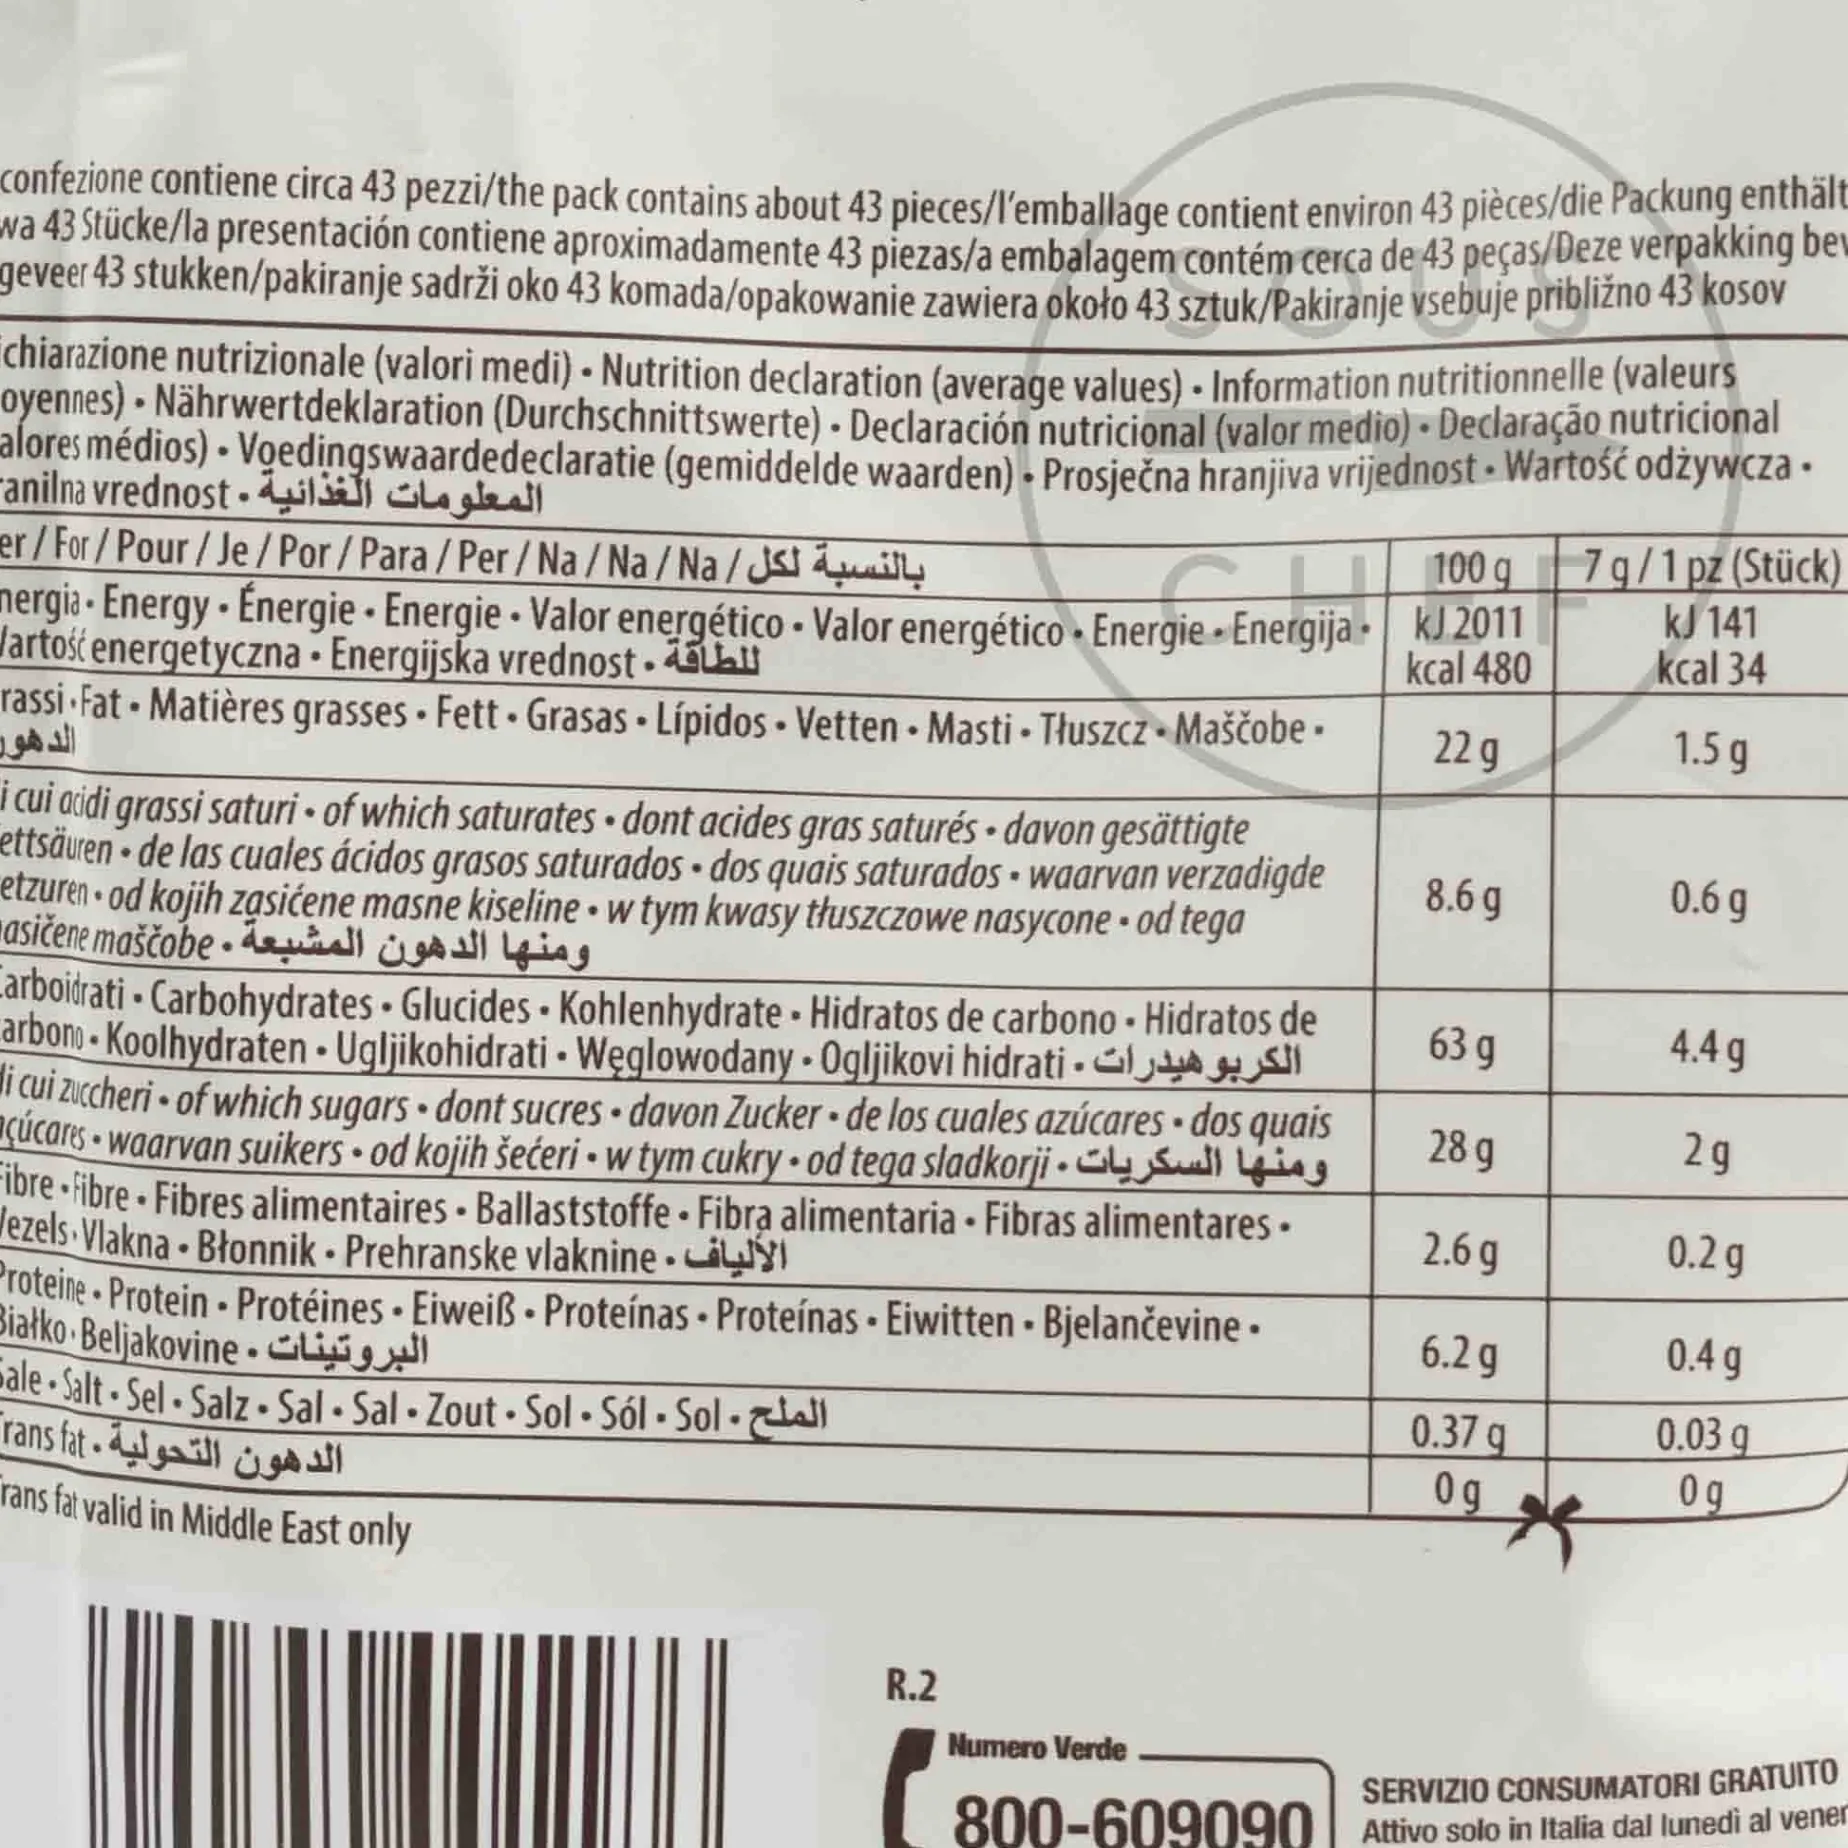 confezione contiene circa 43 pezzi/the pack contains about 43 pieces/l'emballage contient environ 43 pièces/die Packung enthält
wa 43 Stücke/la presentación contiene aproximadamente 43 piezas/a embalagem contém cerca de 43 peças/Deze verpakking bev
geveer 43 stukken/pakiranje sadrži oko 43 komada/opakowanie zawiera około 43 sztuk/Pakiranje vsebuje približno 43 kosov
SOUS
CHEF
ichiarazione nutrizionale (valori medi) • Nutrition declaration (average values) • Information nutritionnelle (valeurs
oyennes) • Nährwertdeklaration (Durchschnittswerte) • Declaración nutricional (valor medio) • Declaração nutricional
alores médios) • Voedingswaardedeclaratie (gemiddelde waarden) • Prosječna hranjiva vrijednost • Wartość odżywcza •
ranilna vrednost • المعلومات الغذائية
er / For / Pour / Je / Por / Para / Per / Na / Na / Na / بالنسبة لكل 100 g 7 g / 1 pz (Stück)
nergia • Energy • Énergie • Energie • Valor energético • Valor energético • Energie • Energija • kJ 2011 kJ 141
Wartość energetyczna • Energijska vrednost • للطاقة kcal 480 kcal 34
rassi • Fat • Matières grasses • Fett • Grasas • Lípidos • Vetten • Masti • Tłuszcz • Maščobe •
الدهون 22 g 1.5 g
i cui acidi grassi saturi • of which saturates • dont acides gras saturés • davon gesättigte
ettsäuren • de las cuales ácidos grasos saturados • dos quais saturados • waarvan verzadigde
etzuren • od kojih zasićene masne kiseline • w tym kwasy tłuszczowe nasycone • od tega 8.6 g 0.6 g
nasičene maščobe • ومنها الدهون المشبعة
Carboidrati • Carbohydrates • Glucides • Kohlenhydrate • Hidratos de carbono • Hidratos de
carbono • Koolhydraten • Ugljikohidrati • Węglowodany • Ogljikovi hidrati • الكربوهيدرات 63 g 4.4 g
di cui zuccheri • of which sugars • dont sucres • davon Zucker • de los cuales azúcares • dos quais
açúcares • waarvan suikers • od kojih šećeri • w tym cukry • od tega sladkorji • ومنها السكريات 28 g 2 g
Fibre • Fibre • Fibres alimentaires • Ballaststoffe • Fibra alimentaria • Fibras alimentares •
Vezels • Vlakna • Błonnik • Prehranske vlaknine • الألياف 2.6 g 0.2 g
Proteine • Protein • Protéines • Eiweiß • Proteínas • Proteínas • Eiwitten • Bjelančevine •
Białko • Beljakovine • البروتينات 6.2 g 0.4 g
Sale • Salt • Sel • Salz • Sal • Sal • Zout • Sol • Sól • Sol • الملح 0.37 g 0.03 g
Trans fat • الدهون التحولية 0 g 0 g
Trans fat valid in Middle East only
R.2
Numero Verde
800-609090
SERVIZIO CONSUMATORI GRATUITO
Attivo solo in Italia dal lunedì al vener